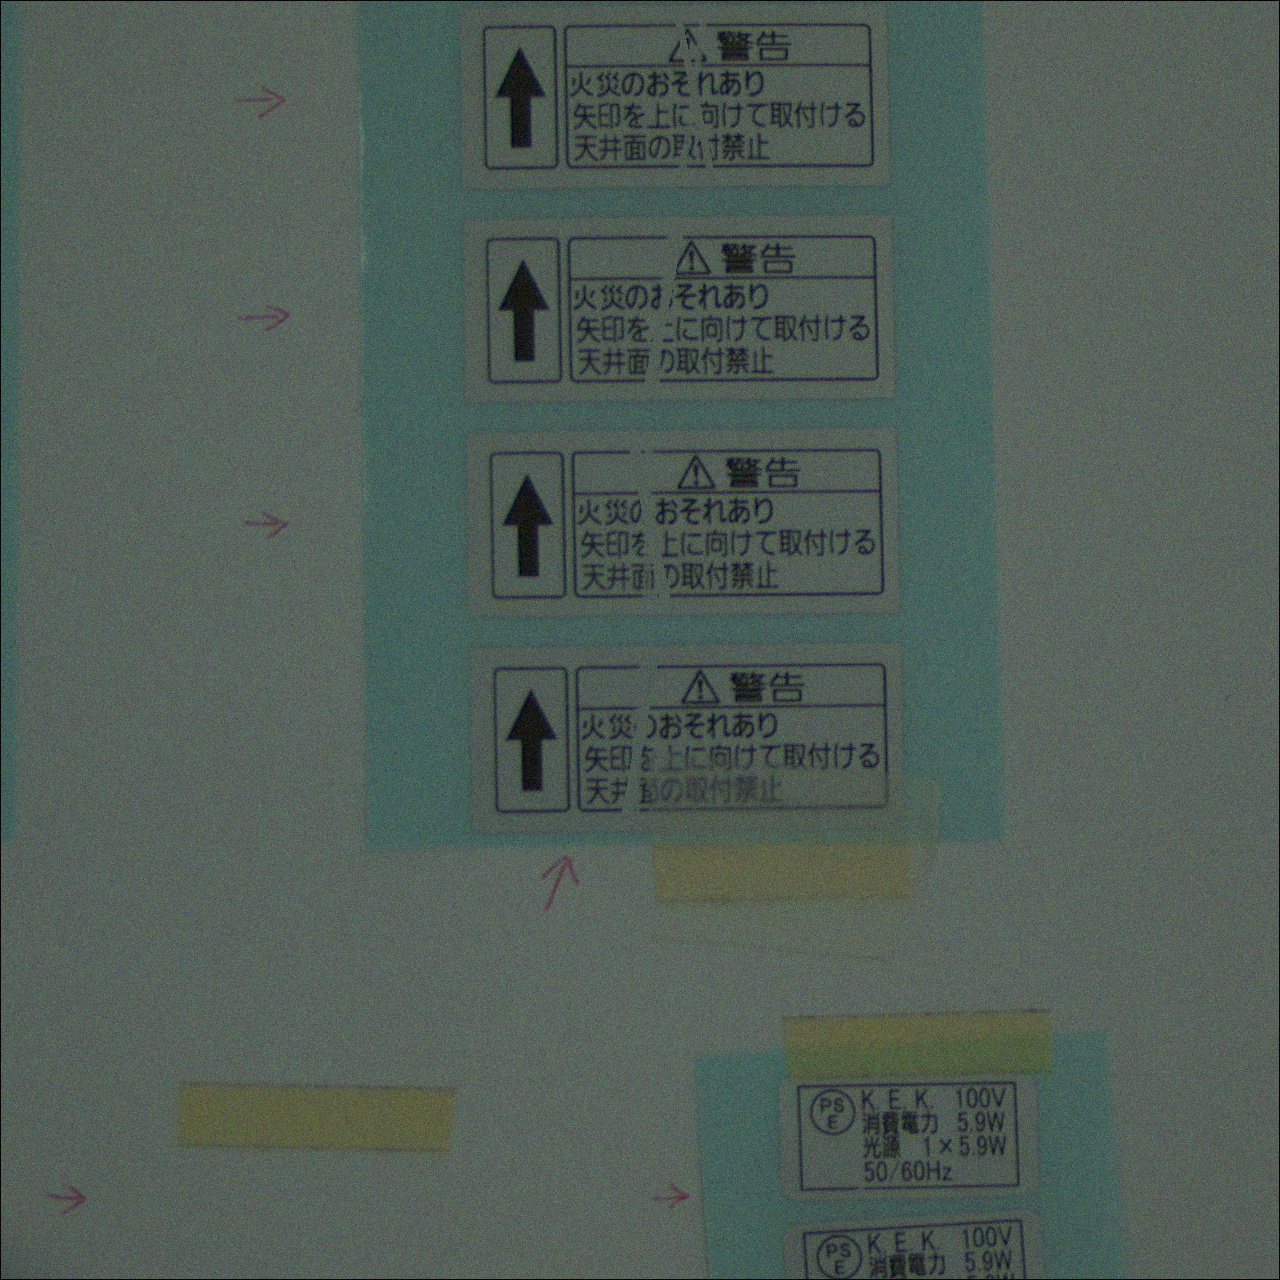 警告
火災のおそれあり
矢印を上に向けて取付ける
天井面の取付禁止
警告
火災のおそれあり
矢印を上に向けて取付ける
天井面の取付禁止
警告
火災のおそれあり
矢印を上に向けて取付ける
天井面の取付禁止
警告
火災のおそれあり
矢印を上に向けて取付ける
天井面の取付禁止
PS E
K. E. K. 100V
消費電力 5.9W
光源 1×5.9W
50/60Hz
PS E
K. E. K. 100V
消費電力 5.9W